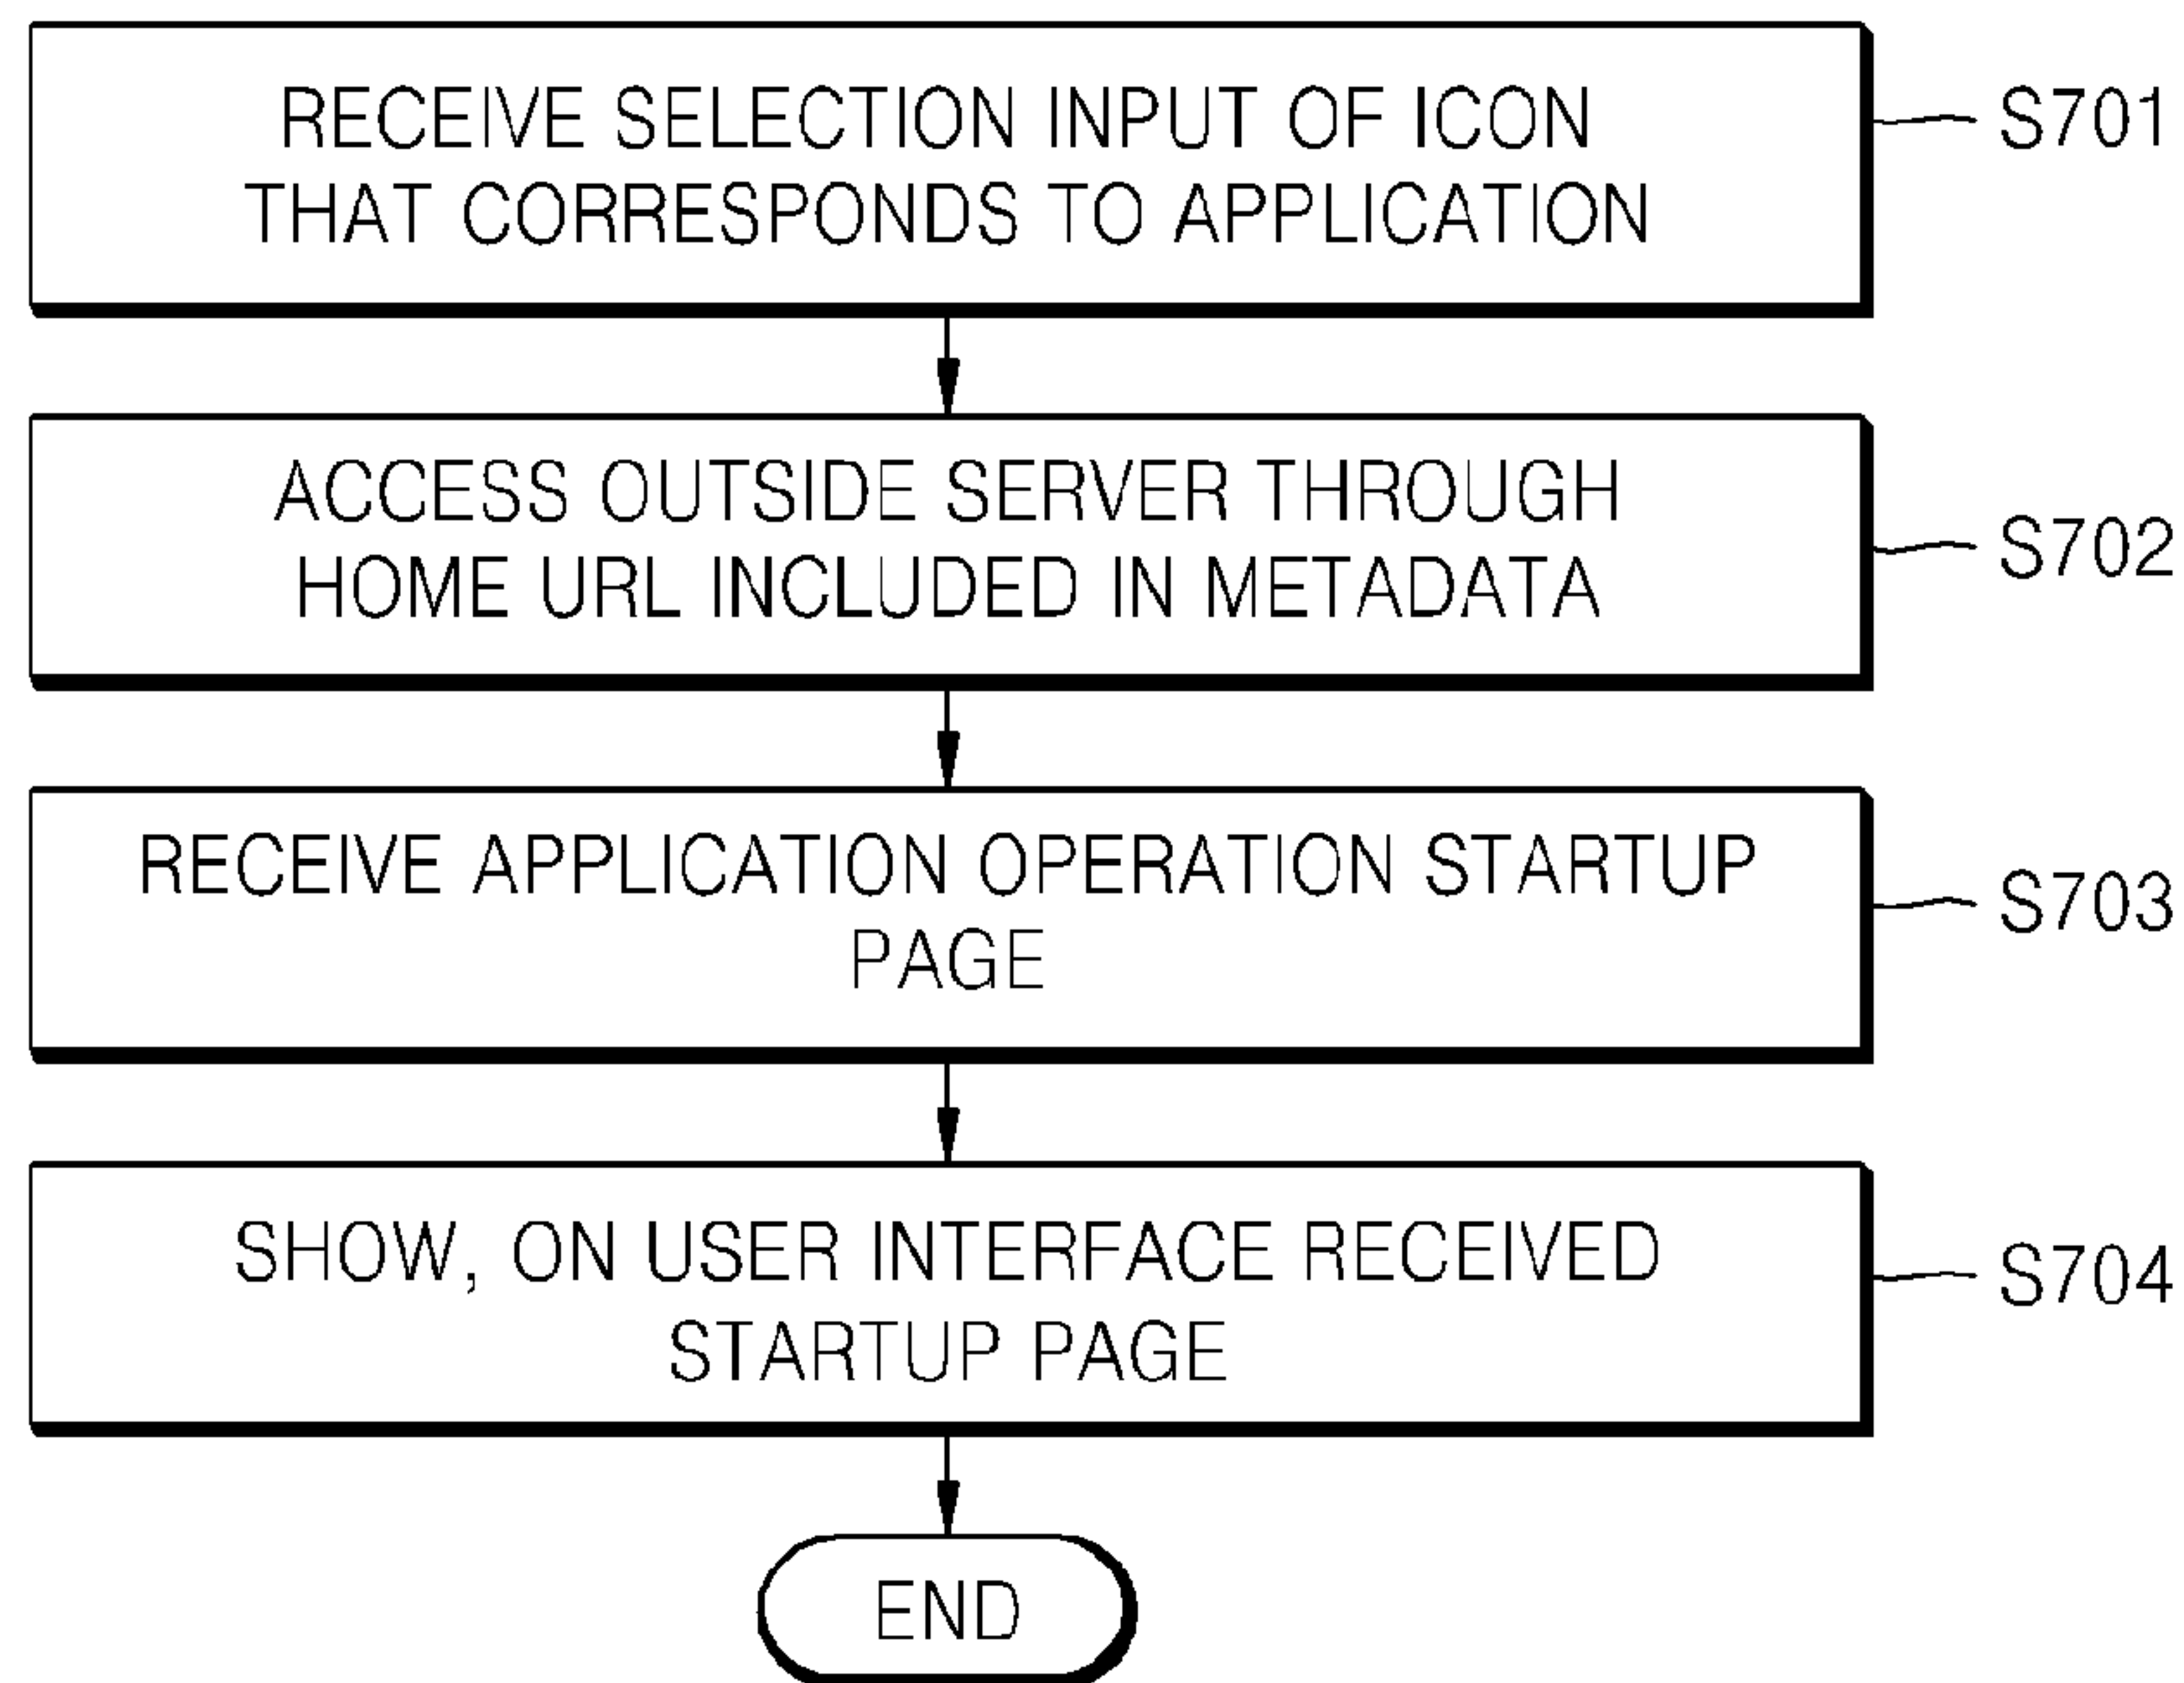 RECEIVE SELECTION INPUT OF ICON
THAT CORRESPONDS TO APPLICATION
S701
ACCESS OUTSIDE SERVER THROUGH
HOME URL INCLUDED IN METADATA
S702
RECEIVE APPLICATION OPERATION STARTUP
PAGE
S703
SHOW, ON USER INTERFACE RECEIVED
STARTUP PAGE
S704
END